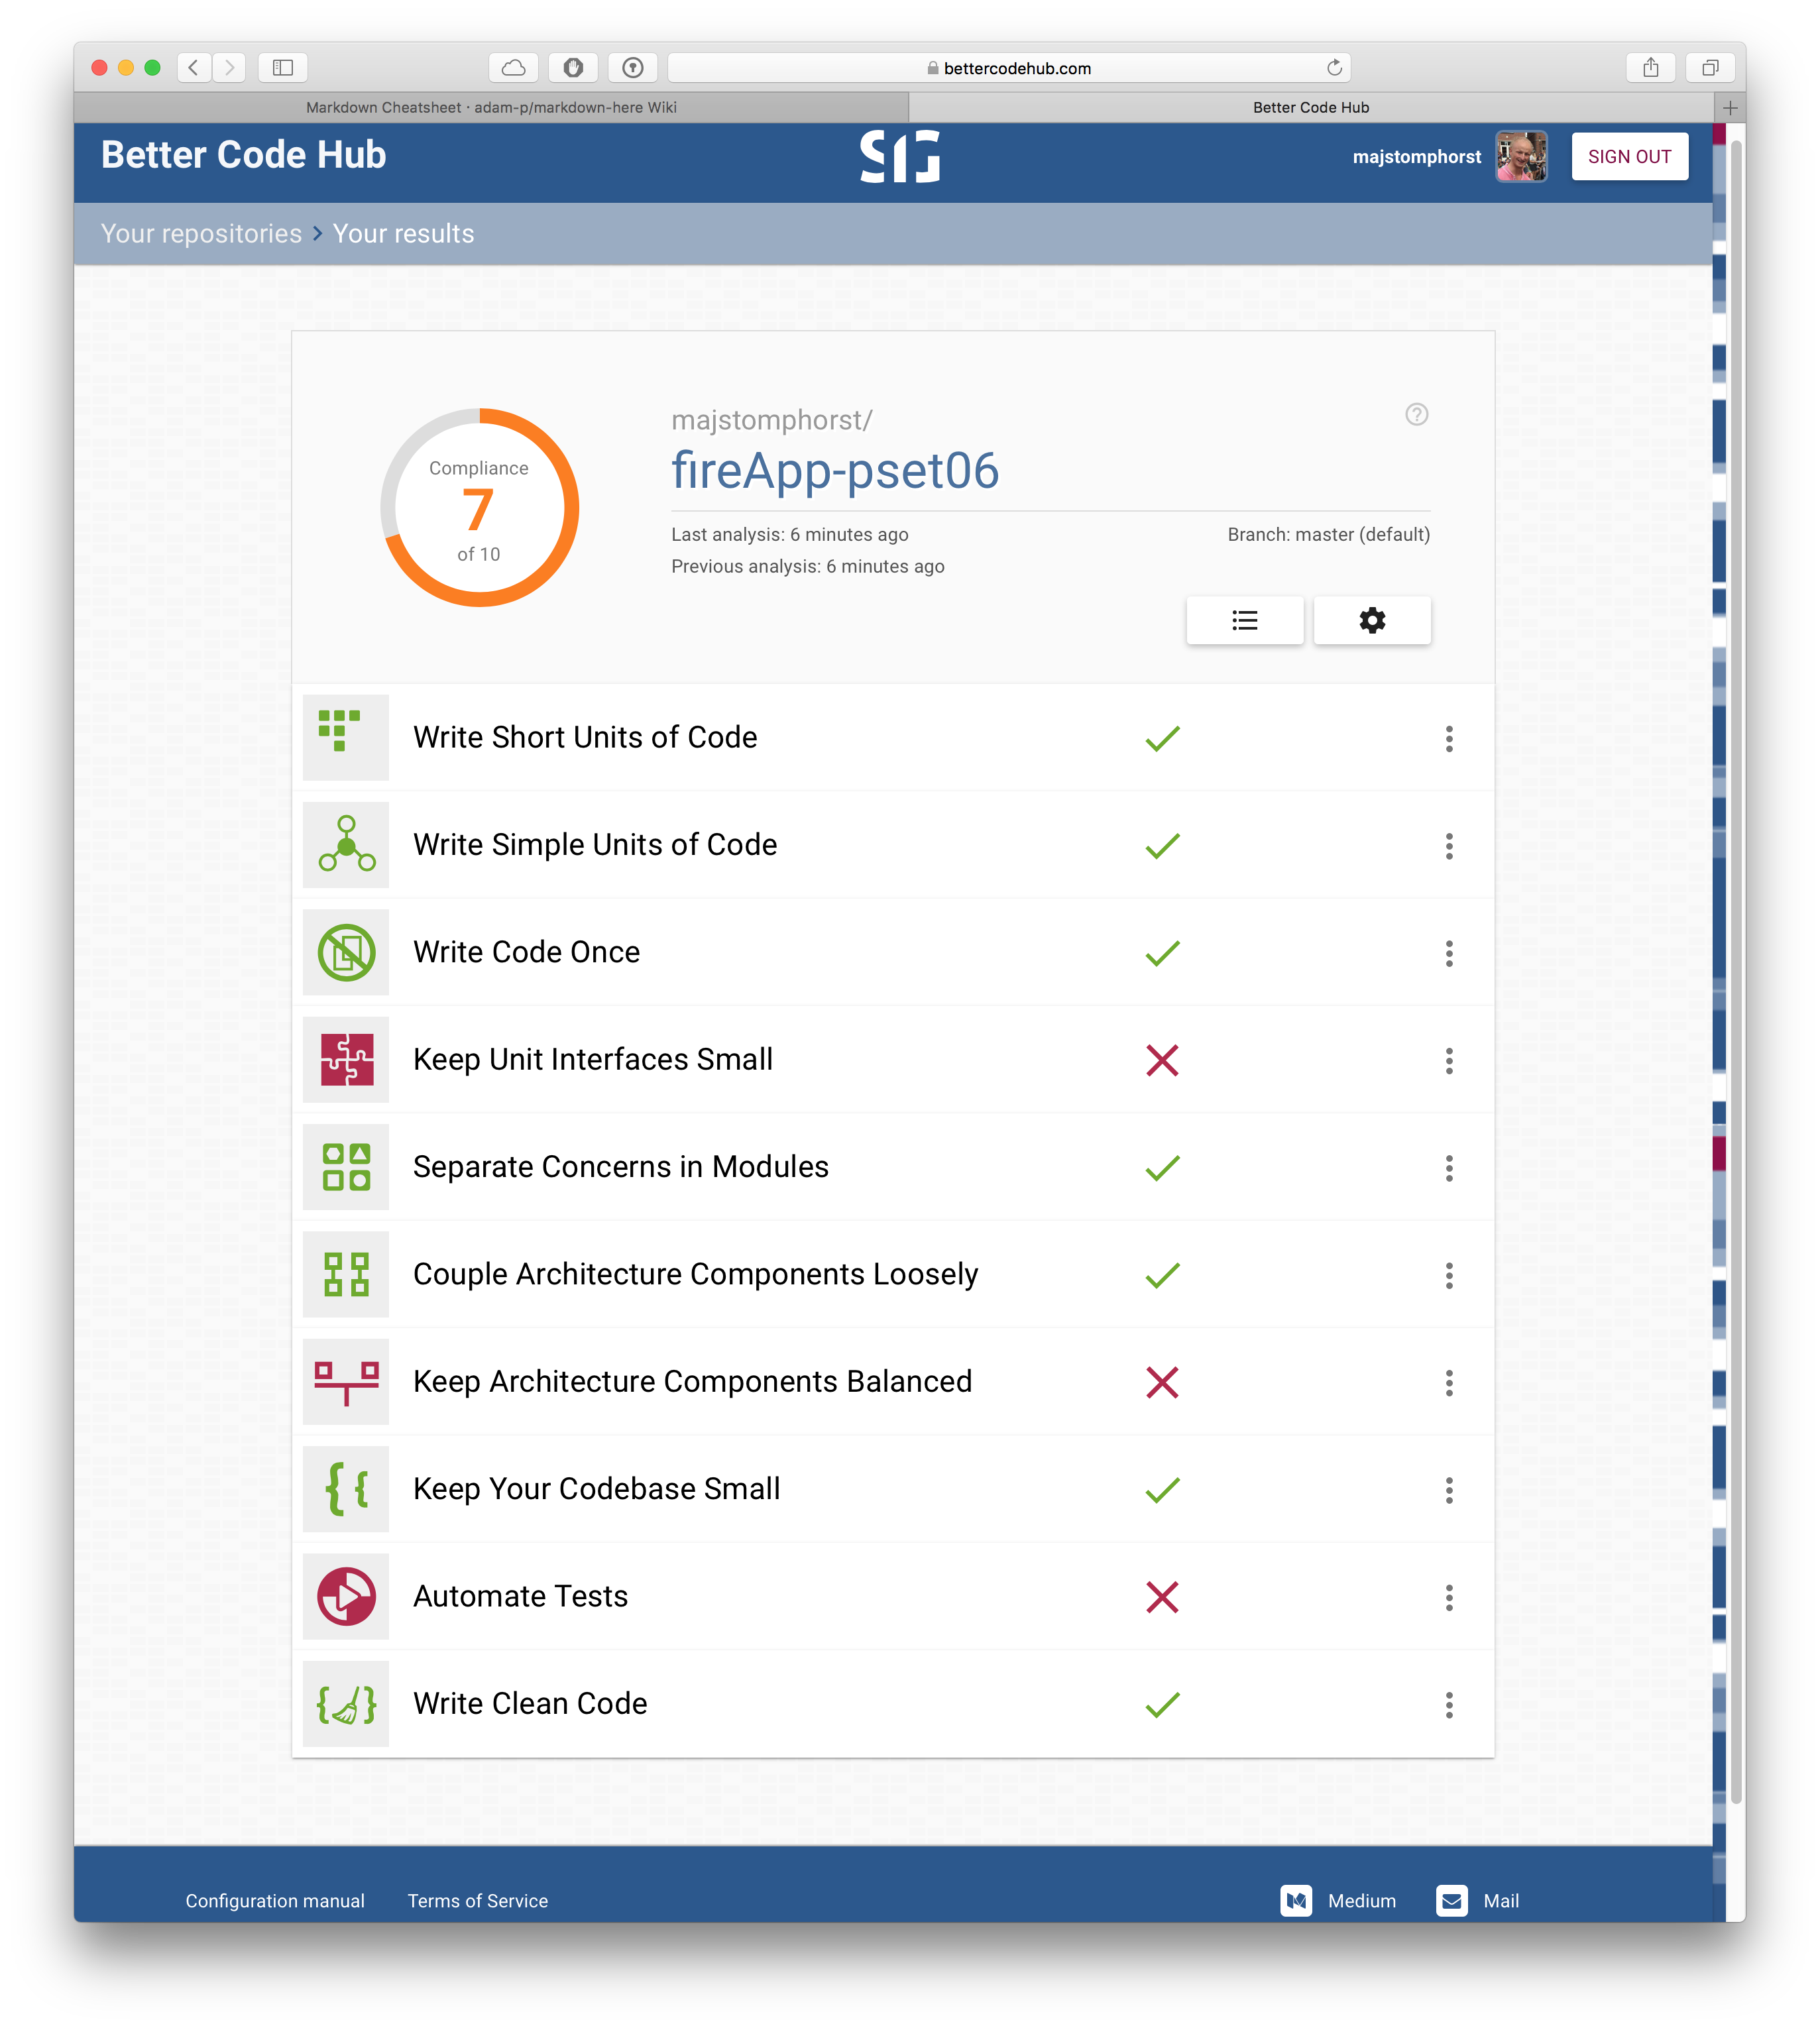 bettercodehub.com
Markdown Cheatsheet · adam-p/markdown-here Wiki
Better Code Hub
Better Code Hub
SIG
majstomphorst
SIGN OUT
Your repositories > Your results
Compliance
7
of 10
majstomphorst/
fireApp-pset06
Last analysis: 6 minutes ago
Branch: master (default)
Previous analysis: 6 minutes ago
Write Short Units of Code
Write Simple Units of Code
Write Code Once
Keep Unit Interfaces Small
Separate Concerns in Modules
Couple Architecture Components Loosely
Keep Architecture Components Balanced
Keep Your Codebase Small
Automate Tests
Write Clean Code
Configuration manual
Terms of Service
Medium
Mail